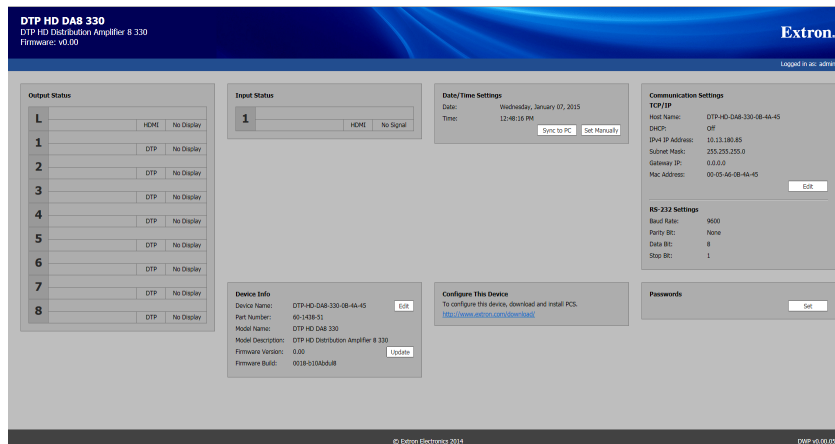 DTP HD DA8 330
DTP HD Distribution Amplifier 8 330
Firmware: v0.00
Extron.
Logged in as: admin
Output Status
L HDMI No Display
1 DTP No Display
2 DTP No Display
3 DTP No Display
4 DTP No Display
5 DTP No Display
6 DTP No Display
7 DTP No Display
8 DTP No Display
Input Status
1 HDMI No Signal
Date/Time Settings
Date: Wednesday, January 07, 2015
Time: 12:48:16 PM
Sync to PC Set Manually
Communication Settings
TCP/IP
Host Name: DTP-HD-DA8-330-0B-4A-45
DHCP: Off
IPv4 IP Address: 10.13.180.85
Subnet Mask: 255.255.255.0
Gateway IP: 0.0.0.0
Mac Address: 00-05-A6-0B-4A-45
Edit
RS-232 Settings
Baud Rate: 9600
Parity Bit: None
Data Bit: 8
Stop Bit: 1
Device Info
Device Name: DTP-HD-DA8-330-0B-4A-45 Edit
Part Number: 60-1438-51
Model Name: DTP HD DA8 330
Model Description: DTP HD Distribution Amplifier 8 330
Firmware Version: 0.00 Update
Firmware Build: 0018-b10Abdul8
Configure This Device
To configure this device, download and install PCS.
http://www.extron.com/download/
Passwords
Set
© Extron Electronics 2014
DWP v0.00.05